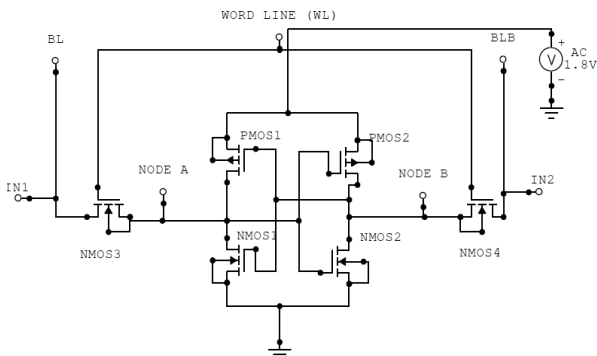 WORD LINE (WL)
BL
BLB
+
AC
V
1.8V
−
PMOS1
PMOS2
NODE A
NODE B
IN1
IN2
NMOS1
NMOS2
NMOS3
NMOS4